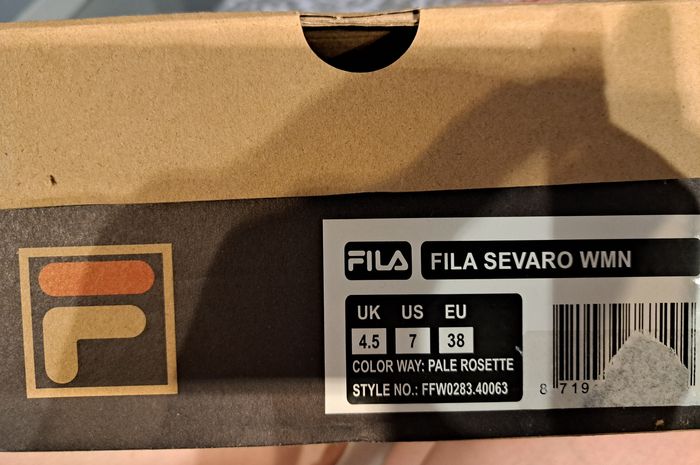 FILA
FILA SEVARO WMN
UK US EU
4.5 7 38
COLOR WAY: PALE ROSETTE
STYLE NO.: FFW0283.40063
8 719